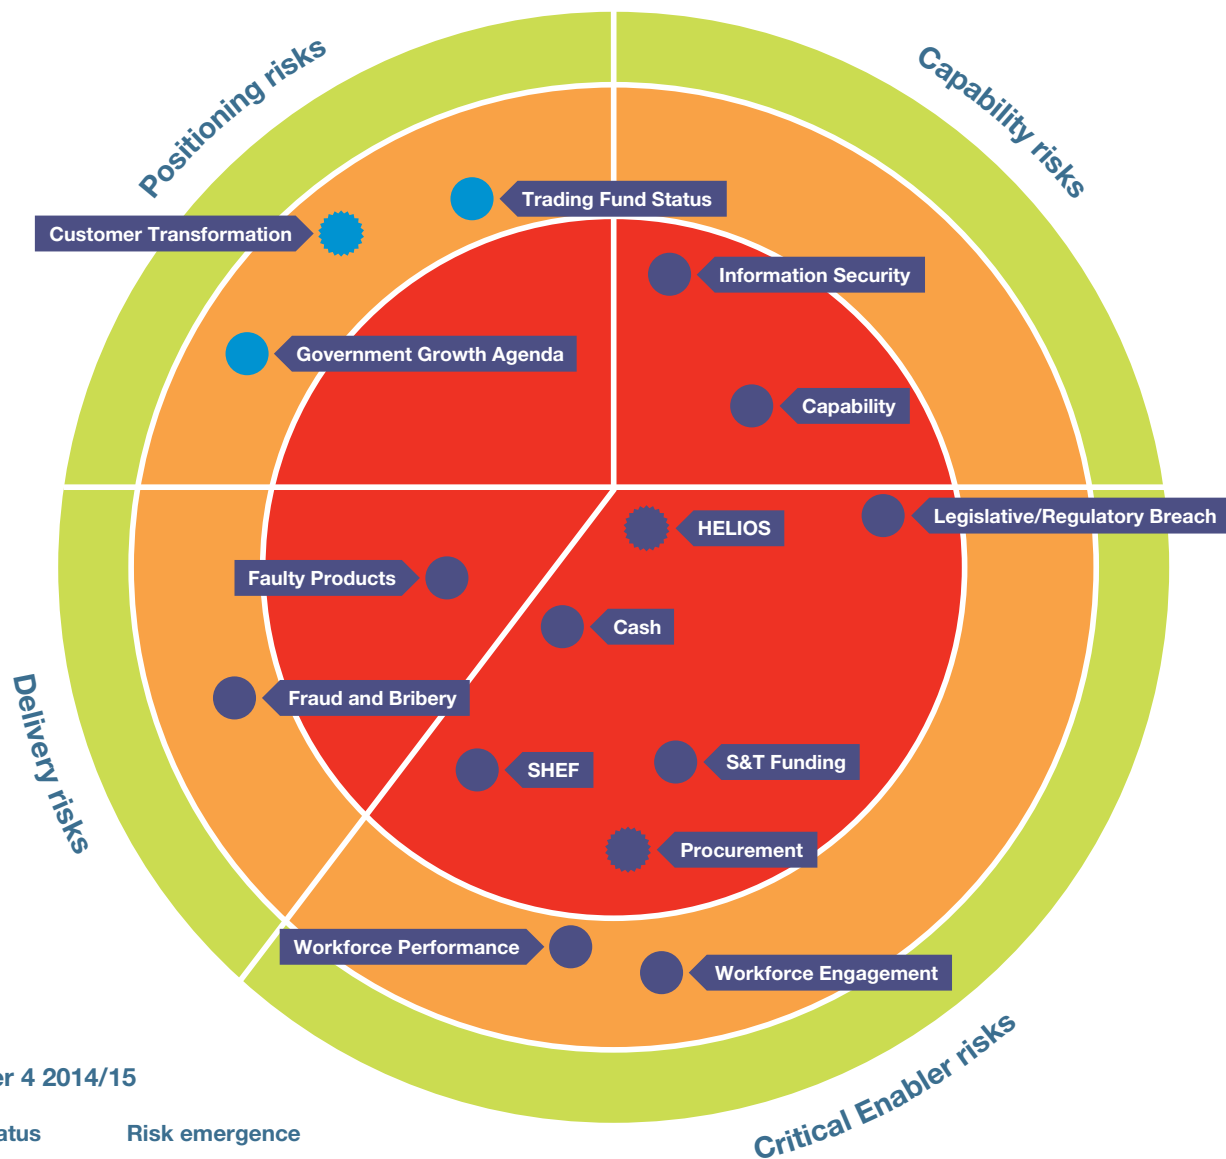 Positioning risks
Capability risks
Trading Fund Status
Customer Transformation
Information Security
Government Growth Agenda
Capability
Legislative/Regulatory Breach
HELIOS
Faulty Products
Cash
Delivery risks
Fraud and Bribery
S&T Funding
SHEF
Procurement
Workforce Performance
Workforce Engagement
Critical Enabler risks
4 2014/15
Risk emergence